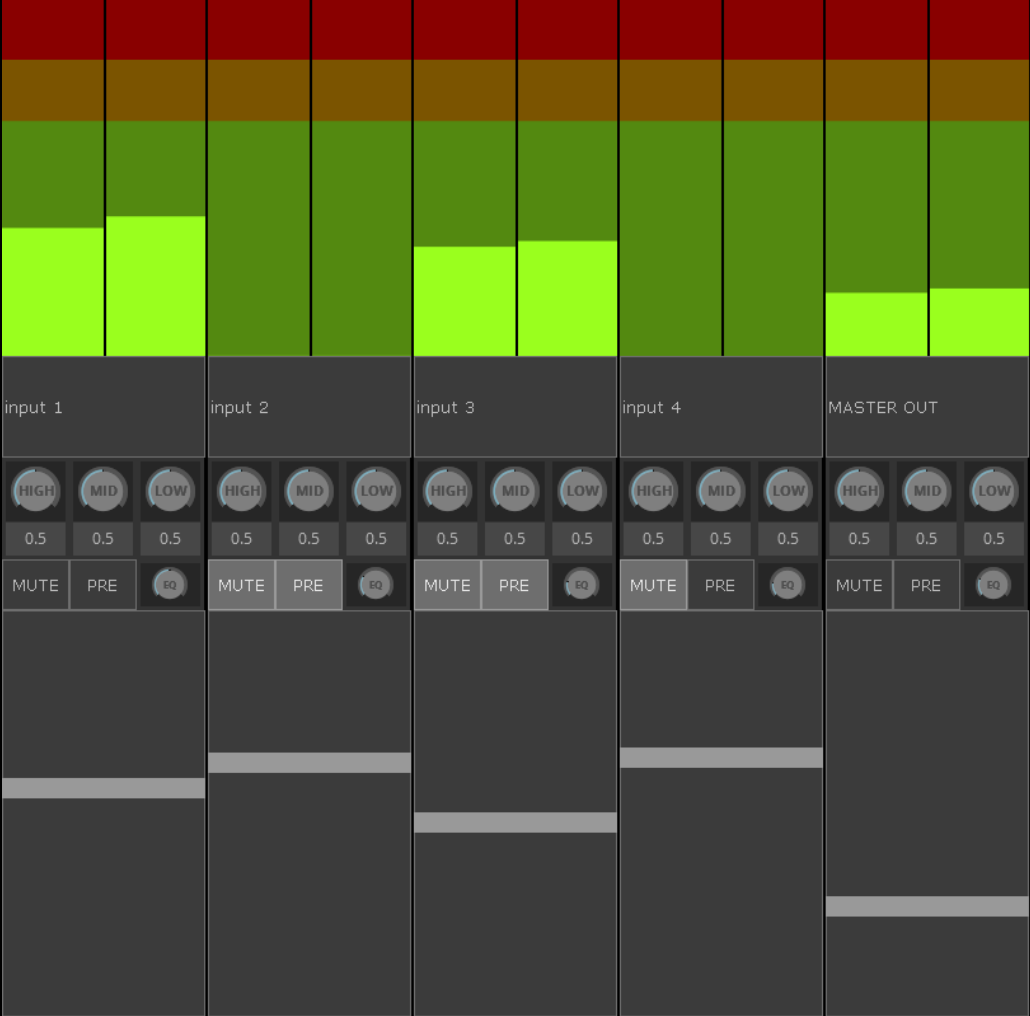 input 1 input 2 input 3 input 4 MASTER OUT
HIGH MID LOW HIGH MID LOW HIGH MID LOW HIGH MID LOW HIGH MID LOW
0.5 0.5 0.5 0.5 0.5 0.5 0.5 0.5 0.5 0.5 0.5 0.5 0.5 0.5 0.5
MUTE PRE EQ MUTE PRE EQ MUTE PRE EQ MUTE PRE EQ MUTE PRE EQ